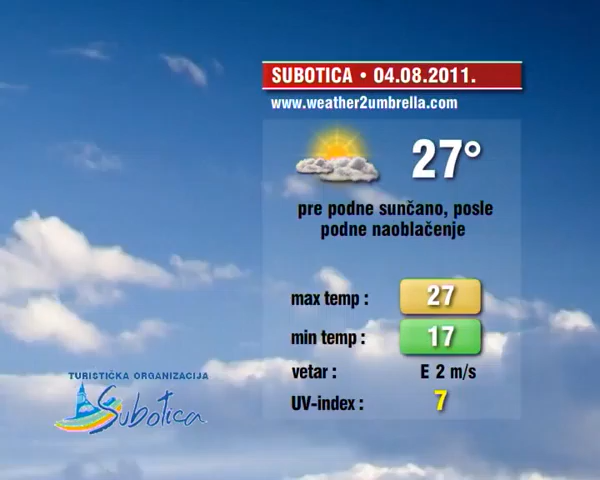 SUBOTICA • 04.08.2011.
www.weather2umbrella.com
27°
pre podne sunčano, posle
podne naoblačenje
max temp : 27
min temp : 17
vetar : E 2 m/s
UV-index : 7
TURISTIČKA ORGANIZACIJA
Subotica